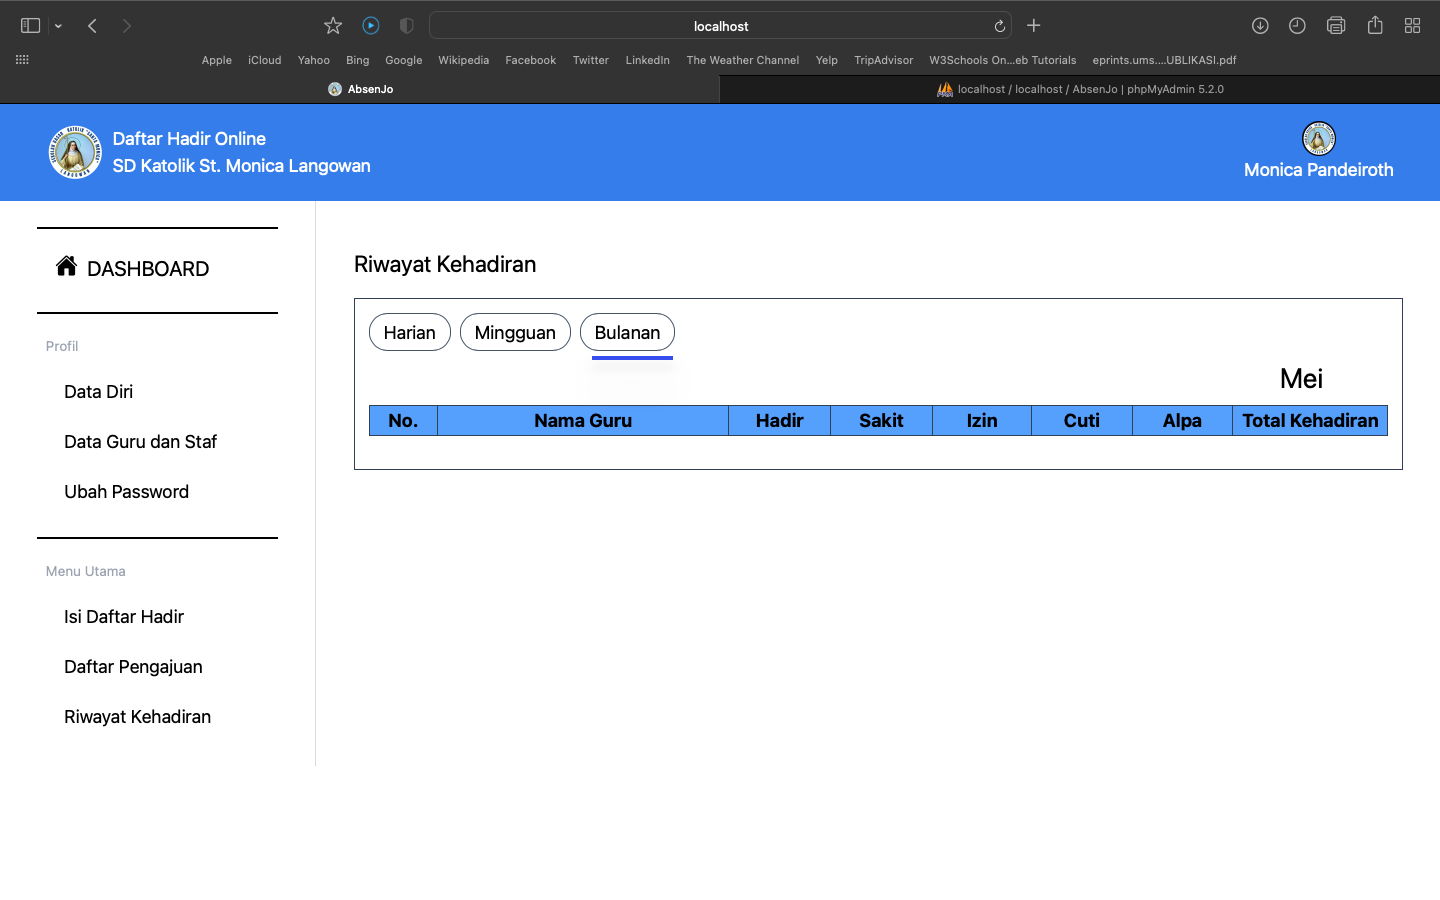 localhost
Apple iCloud Yahoo Bing Google Wikipedia Facebook Twitter LinkedIn The Weather Channel Yelp TripAdvisor W3Schools On...eb Tutorials eprints.ums....UBLIKASI.pdf
AbsenJo
localhost / localhost / AbsenJo | phpMyAdmin 5.2.0
Daftar Hadir Online
SD Katolik St. Monica Langowan
Monica Pandeiroth
DASHBOARD
Profil
Data Diri
Data Guru dan Staf
Ubah Password
Menu Utama
Isi Daftar Hadir
Daftar Pengajuan
Riwayat Kehadiran
Riwayat Kehadiran
Harian Mingguan Bulanan
Mei
No. Nama Guru Hadir Sakit Izin Cuti Alpa Total Kehadiran